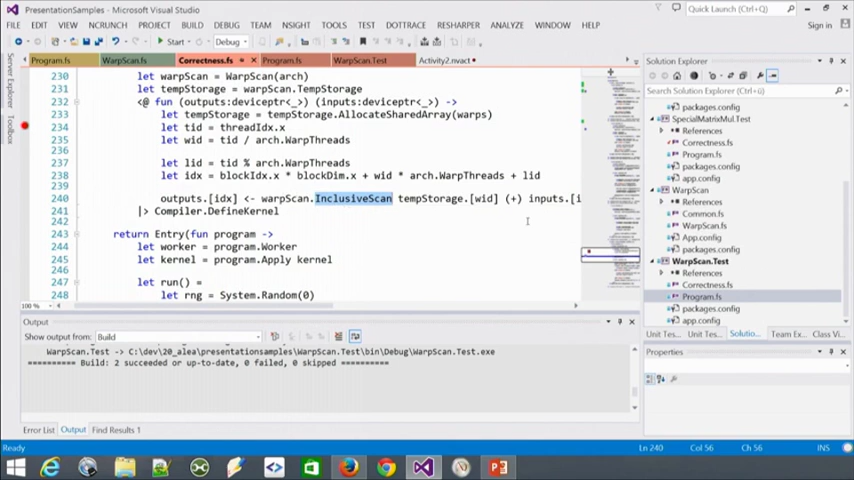 PresentationSamples - Microsoft Visual Studio
Quick Launch (Ctrl+Q)
FILE EDIT VIEW NCRUNCH PROJECT BUILD DEBUG TEAM NSIGHT TOOLS TEST DOTTRACE RESHARPER ANALYZE WINDOW HELP
Sign in
Start Debug
Server Explorer
Toolbox
Program.fs WarpScan.fs Correctness.fs Program.fs WarpScan.Test Activity2.nvact
230 let warpScan = WarpScan(arch)
231 let tempStorage = warpScan.TempStorage
232 <@ fun (outputs:deviceptr<_>) (inputs:deviceptr<_>) ->
233 let tempStorage = tempStorage.AllocateSharedArray(warps)
234 let tid = threadIdx.x
235 let wid = tid / arch.WarpThreads
236
237 let lid = tid % arch.WarpThreads
238 let idx = blockIdx.x * blockDim.x + wid * arch.WarpThreads + lid
239
240 outputs.[idx] <- warpScan.InclusiveScan tempStorage.[wid] (+) inputs.[i
241 |> Compiler.DefineKernel
242
243 return Entry(fun program ->
244 let worker = program.Worker
245 let kernel = program.Apply kernel
246
247 let run() =
248 let rng = System.Random(0)
100 %
Output
Show output from: Build
WarpScan.Test -> C:\dev\20_alea\presentationsamples\WarpScan.Test\bin\Debug\WarpScan.Test.exe
========== Build: 2 succeeded or up-to-date, 0 failed, 0 skipped ==========
Error List Output Find Results 1
Solution Explorer
Search Solution Explorer (Ctrl+;)
packages.config
SpecialMatrixMul.Test
References
Correctness.fs
Program.fs
packages.config
app.config
WarpScan
References
Common.fs
WarpScan.fs
App.config
packages.config
WarpScan.Test
References
Correctness.fs
Program.fs
packages.config
app.config
Unit Tes... Unit Tes... Solutio... Team Ex... Class Vi...
Properties
Ready
Ln 240 Col 56 Ch 56 INS